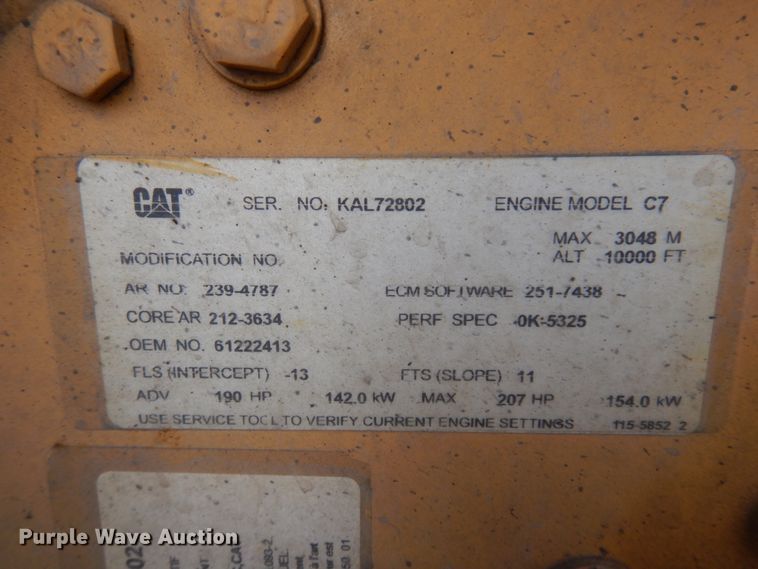 CAT® SER. NO. KAL72802 ENGINE MODEL C7
MAX 3048 M
MODIFICATION NO. ALT 10000 FT
AR NO. 239-4787 ECM SOFTWARE 251-7438
CORE AR 212-3634 PERF SPEC 0K-5325
OEM NO. 61222413
FLS (INTERCEPT) -13 FTS (SLOPE) 11
ADV 190 HP 142.0 kW MAX 207 HP 154.0 kW
USE SERVICE TOOL TO VERIFY CURRENT ENGINE SETTINGS 115-5852 2
Purple Wave Auction